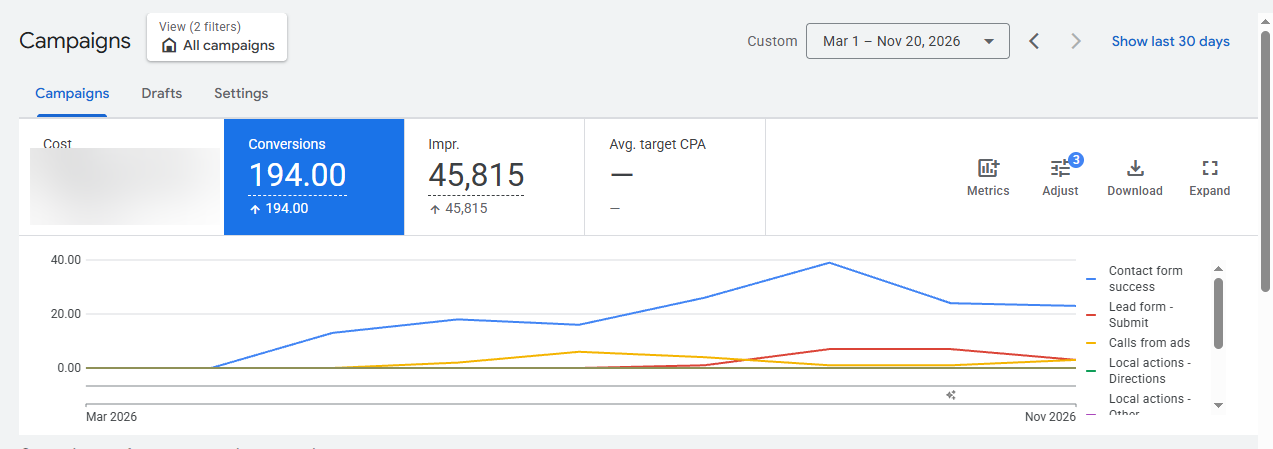 Campaigns
View (2 filters)
All campaigns
Custom
Mar 1 – Nov 20, 2026
Show last 30 days
Campaigns
Drafts
Settings
Cost
Conversions
194.00
194.00
Impr.
45,815
45,815
Avg. target CPA
—
—
Metrics
3
Adjust
Download
Expand
40.00
20.00
0.00
Mar 2026
Nov 2026
Contact form
success
Lead form -
Submit
Calls from ads
Local actions -
Directions
Local actions -
Other